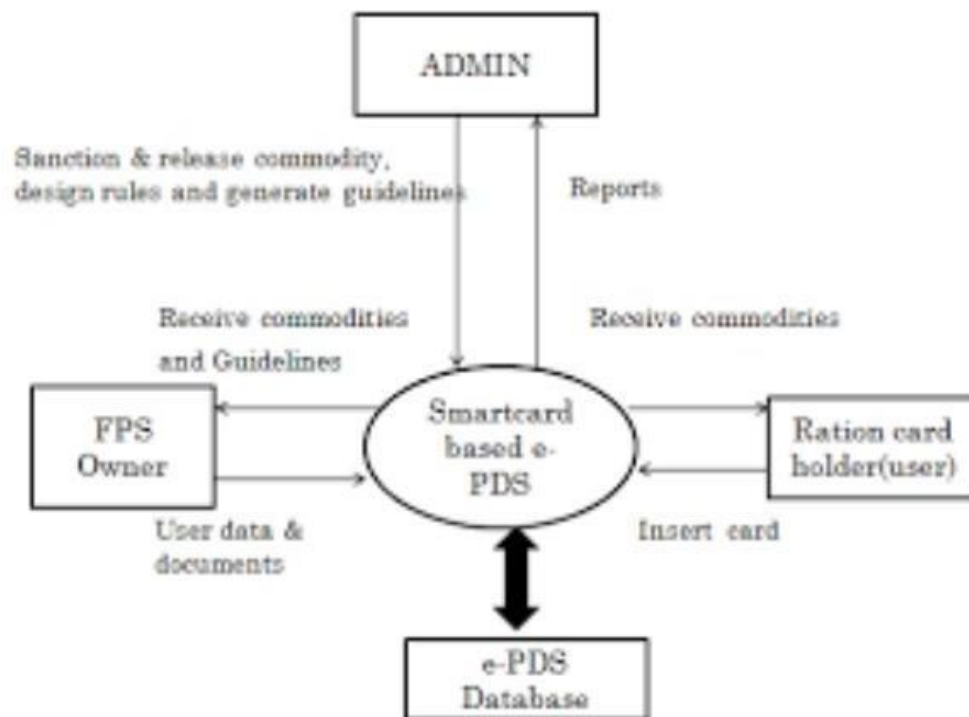 ADMIN
Sanction & release commodity,
design rules and generate guidelines
Reports
Receive commodities
and Guidelines
Receive commodities
FPS
Owner
Smartcard
based e-
PDS
Ration card
holder(user)
User data &
documents
Insert card
e-PDS
Database